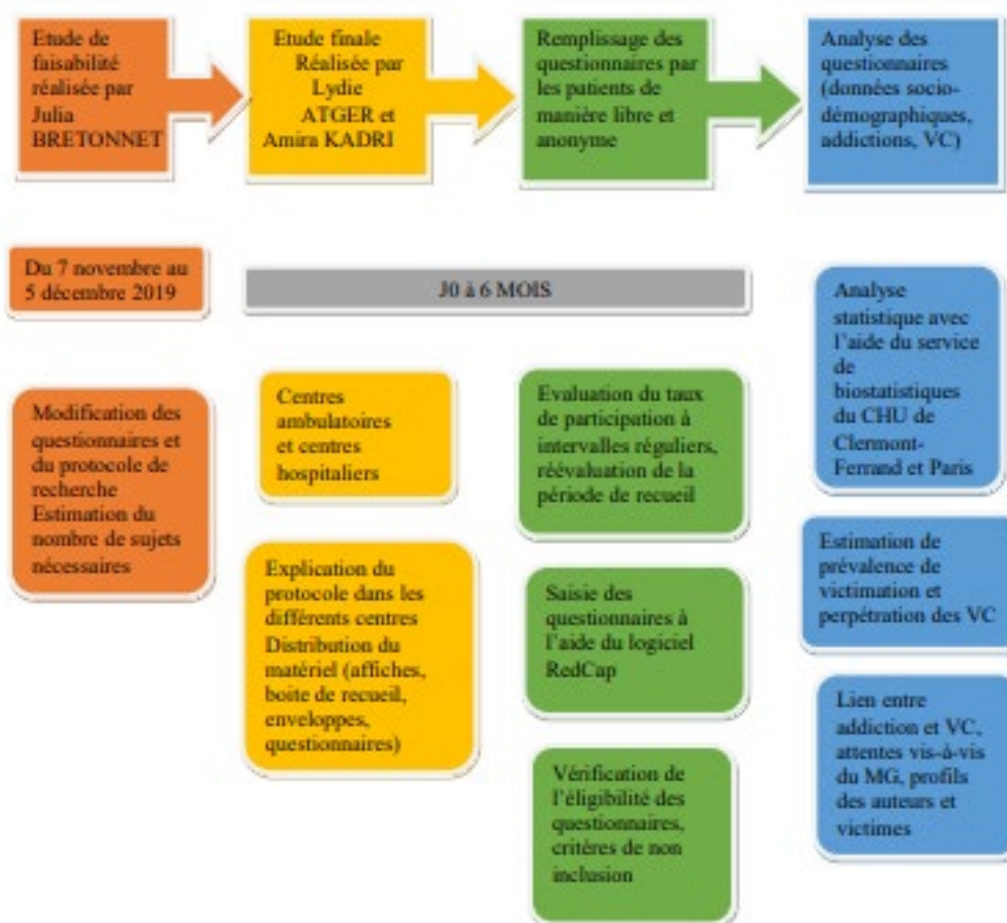 Etude de
faisabilité
réalisée par
Julia
BRETONNET
Etude finale
Réalisée par
Lydie
ATGER et
Amira KADRI
Remplissage des
questionnaires par
les patients de
manière libre et
anonyme
Analyse des
questionnaires
(données socio-
démographiques,
addictions, VC)
Du 7 novembre au
5 décembre 2019
J0 à 6 MOIS
Modification des
questionnaires et
du protocole de
recherche
Estimation du
nombre de sujets
nécessaires
Centres
ambulatoires
et centres
hospitaliers
Explication du
protocole dans les
différents centres
Distribution du
matériel (affiches,
boite de recueil,
enveloppes,
questionnaires)
Evaluation du taux
de participation à
intervalles réguliers,
réévaluation de la
période de recueil
Saisie des
questionnaires à
l'aide du logiciel
RedCap
Vérification de
l'éligibilité des
questionnaires,
critères de non
inclusion
Analyse
statistique avec
l'aide du service
de
biostatistiques
du CHU de
Clermont-
Ferrand et Paris
Estimation de
prévalence de
victimation et
perpétration des VC
Lien entre
addiction et VC,
attentes vis-à-vis
du MG, profils
des auteurs et
victimes